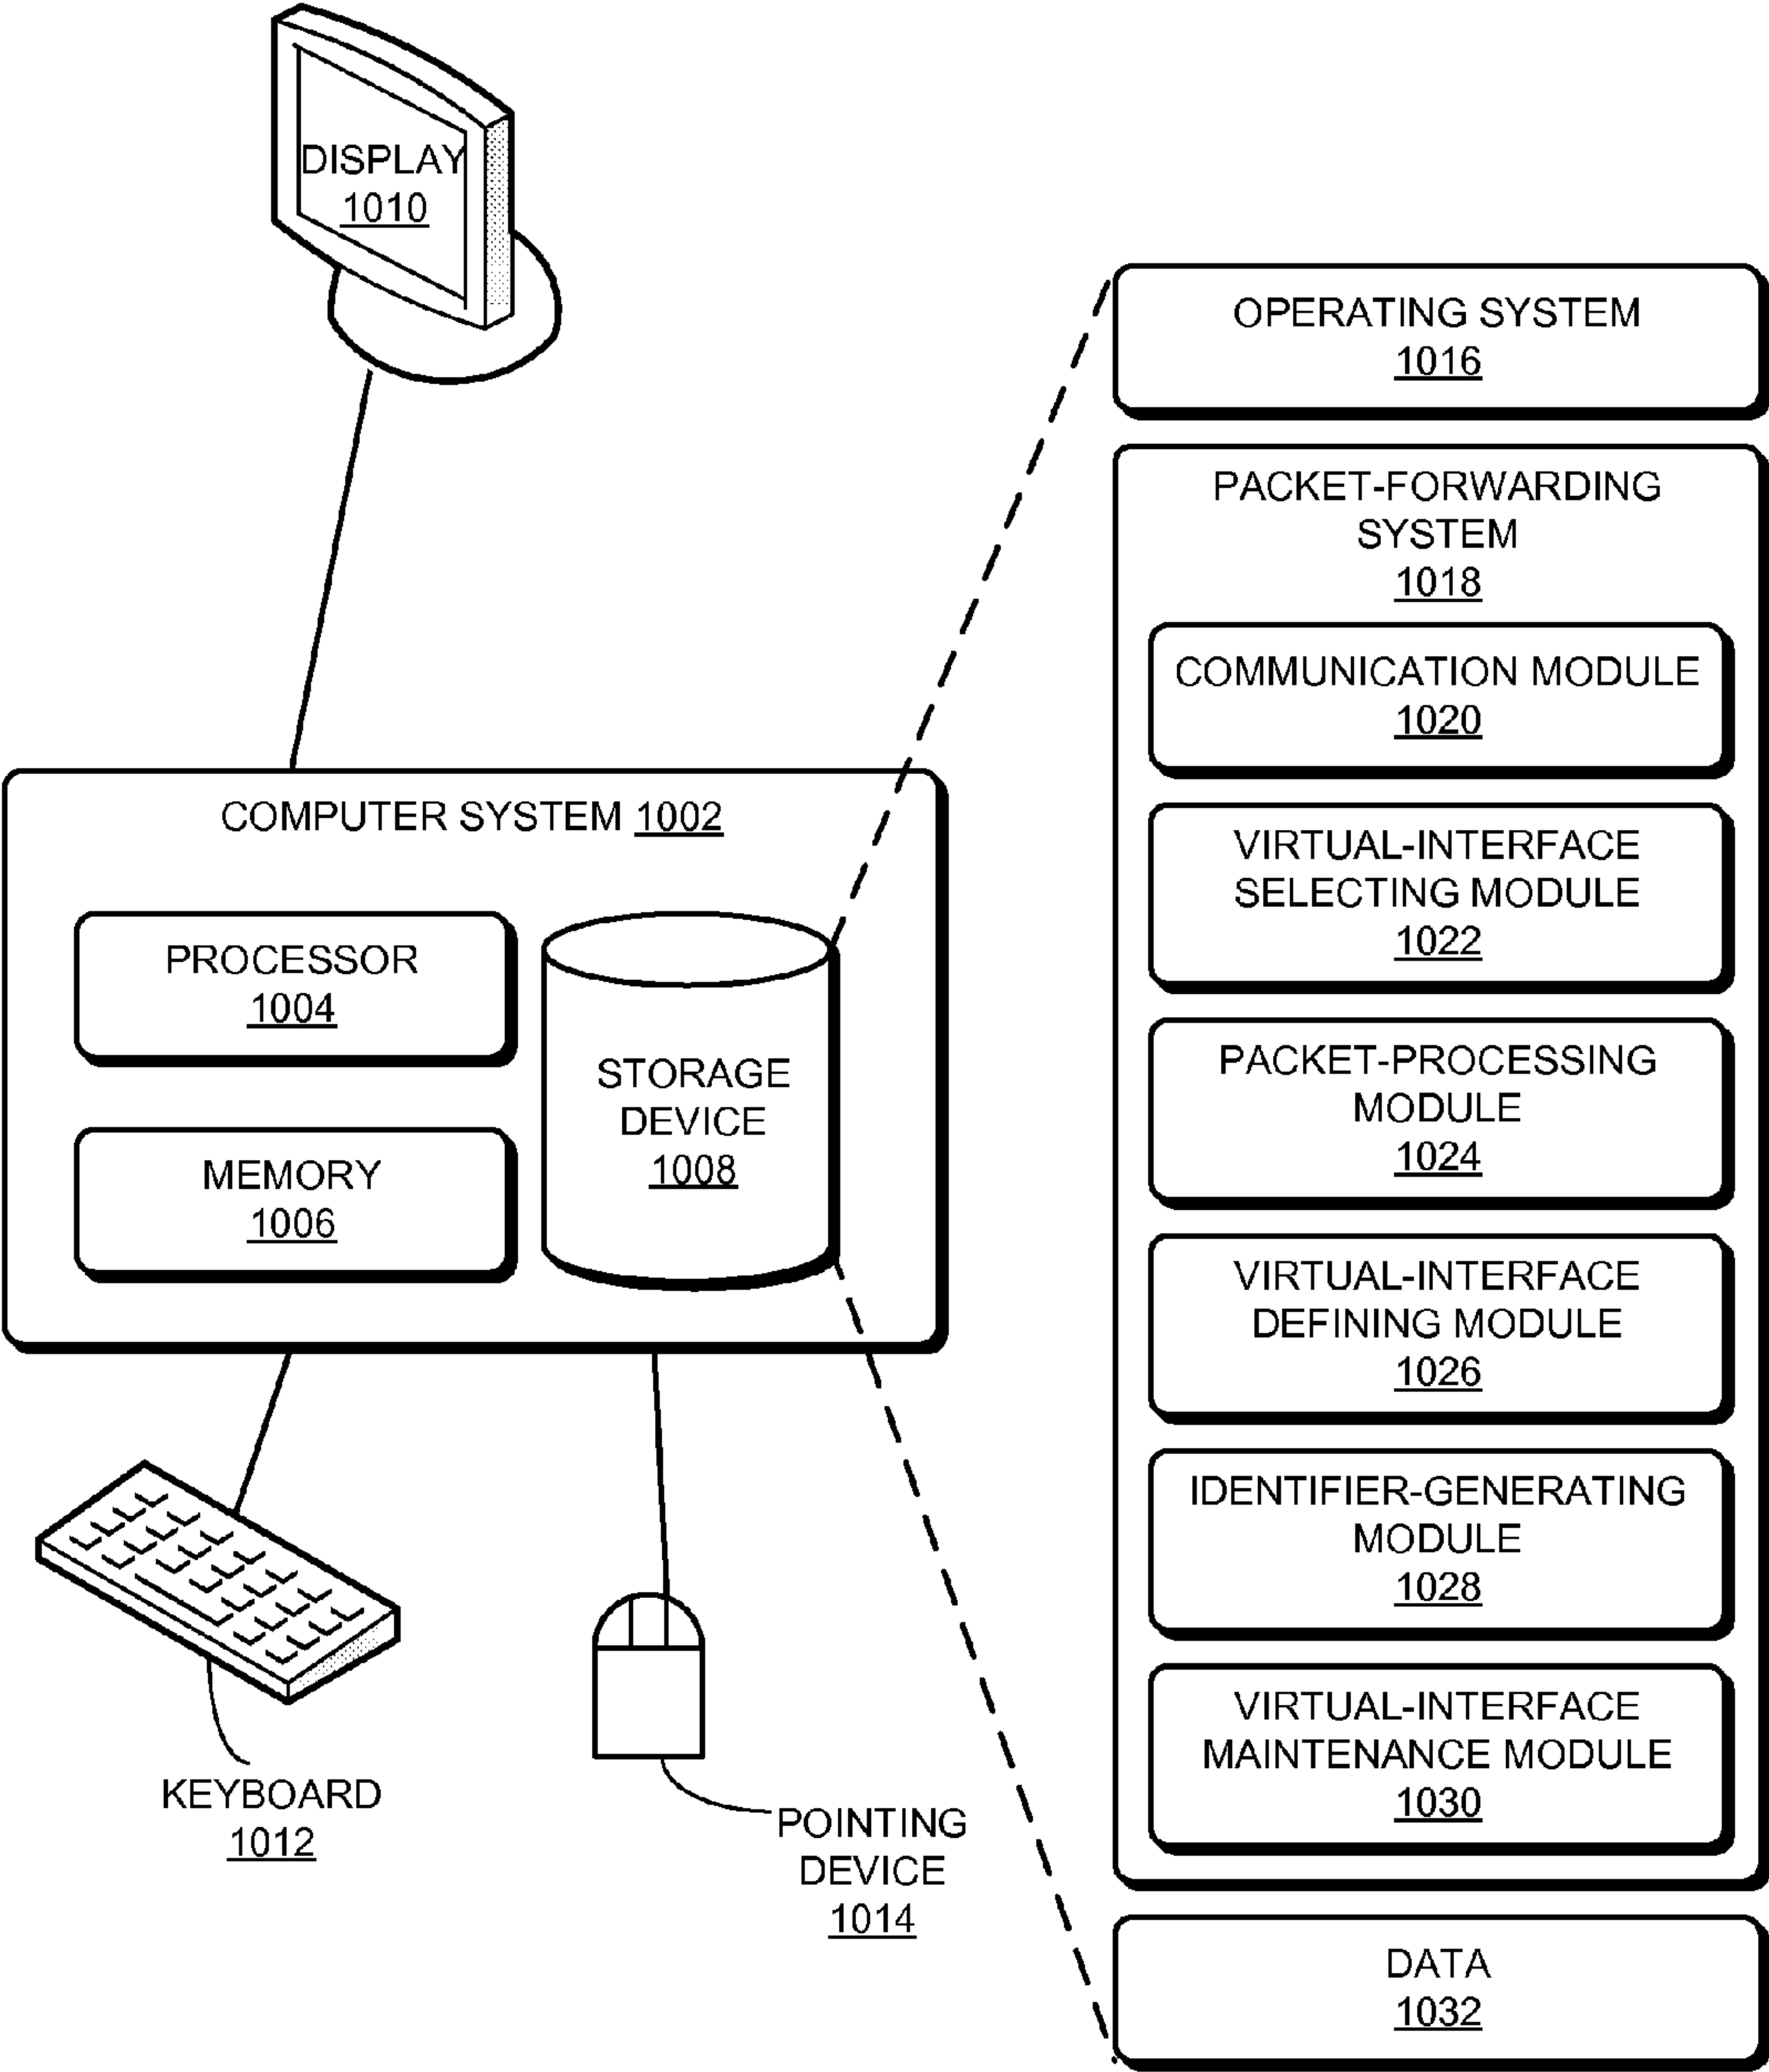 DISPLAY
1010
COMPUTER SYSTEM 1002
PROCESSOR
1004
MEMORY
1006
STORAGE
DEVICE
1008
KEYBOARD
1012
POINTING
DEVICE
1014
OPERATING SYSTEM
1016
PACKET-FORWARDING
SYSTEM
1018
COMMUNICATION MODULE
1020
VIRTUAL-INTERFACE
SELECTING MODULE
1022
PACKET-PROCESSING
MODULE
1024
VIRTUAL-INTERFACE
DEFINING MODULE
1026
IDENTIFIER-GENERATING
MODULE
1028
VIRTUAL-INTERFACE
MAINTENANCE MODULE
1030
DATA
1032